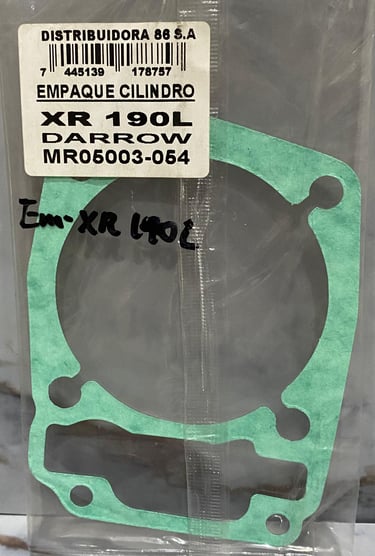 DISTRIBUIDORA 86 S.A
7 445139 178757
EMPAQUE CILINDRO
XR 190L
DARROW
MR05003-054
Em-XR 190L